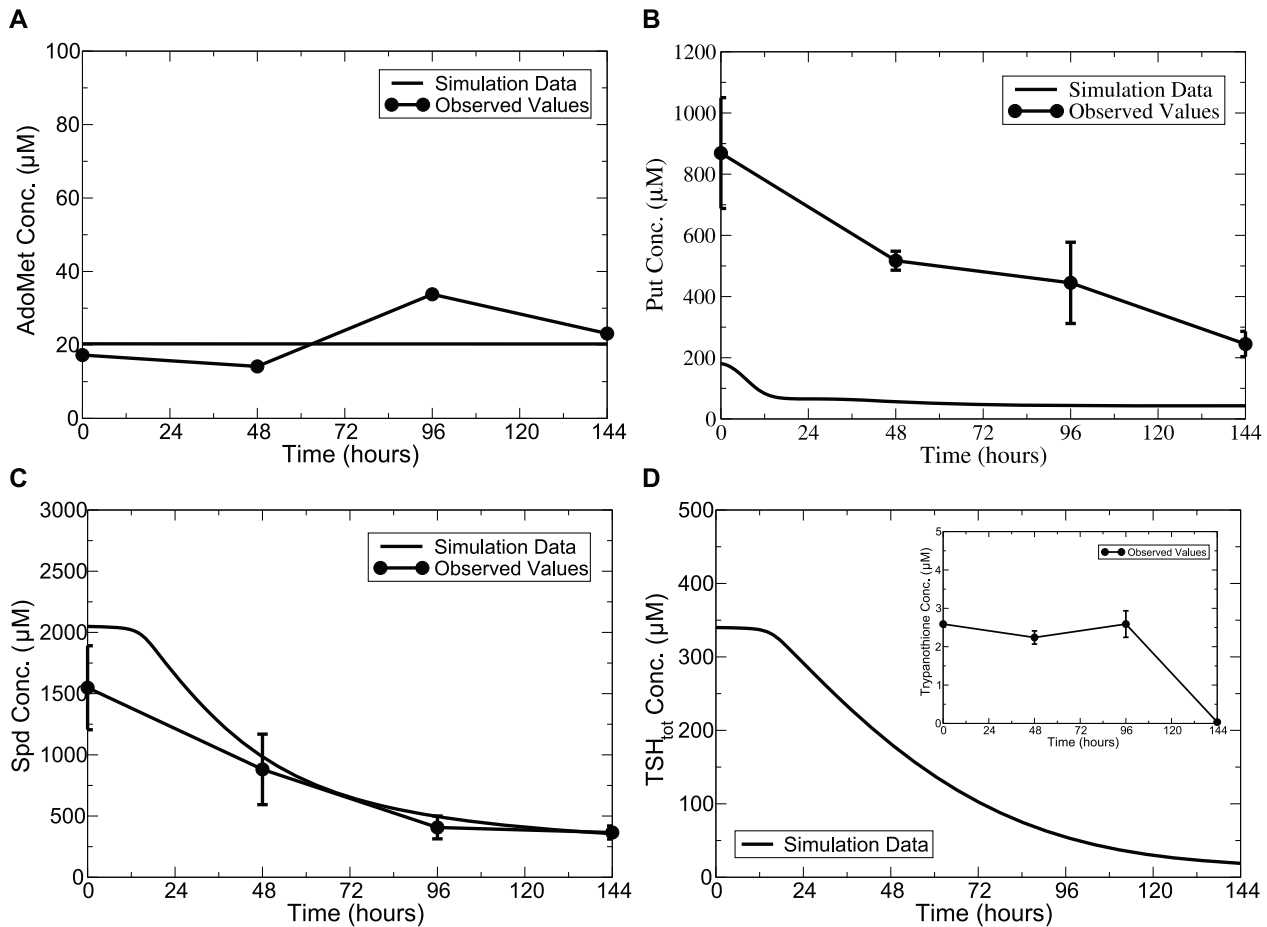 A
100
80
60
40
20
0
AdoMet Conc. (µM)
Simulation Data
Observed Values
0 24 48 72 96 120 144
Time (hours)
B
1200
1000
800
600
400
200
0
Put Conc. (µM)
Simulation Data
Observed Values
0 24 48 72 96 120 144
Time (hours)
C
3000
2500
2000
1500
1000
500
0
Spd Conc. (µM)
Simulation Data
Observed Values
0 24 48 72 96 120 144
Time (hours)
D
500
400
300
200
100
0
TSHtot Conc. (µM)
5
4
3
2
1
0
Trypanothione Conc. (µM)
Observed Values
0 24 48 72 96 120 144
Time (hours)
Simulation Data
0 24 48 72 96 120 144
Time (hours)